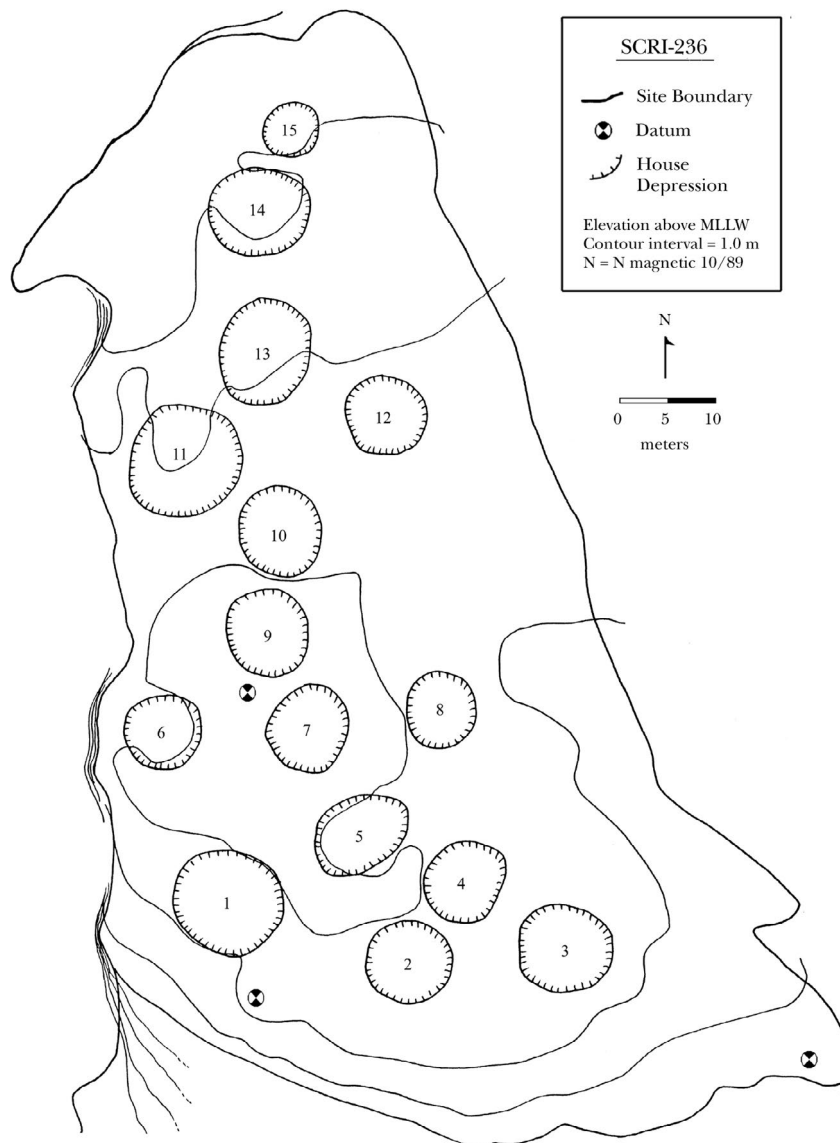 SCRI-236
Site Boundary
Datum
House
Depression
Elevation above MLLW
Contour interval = 1.0 m
N = N magnetic 10/89
N
0 5 10
meters
15
14
13
12
11
10
9
8
7
6
5
4
3
2
1